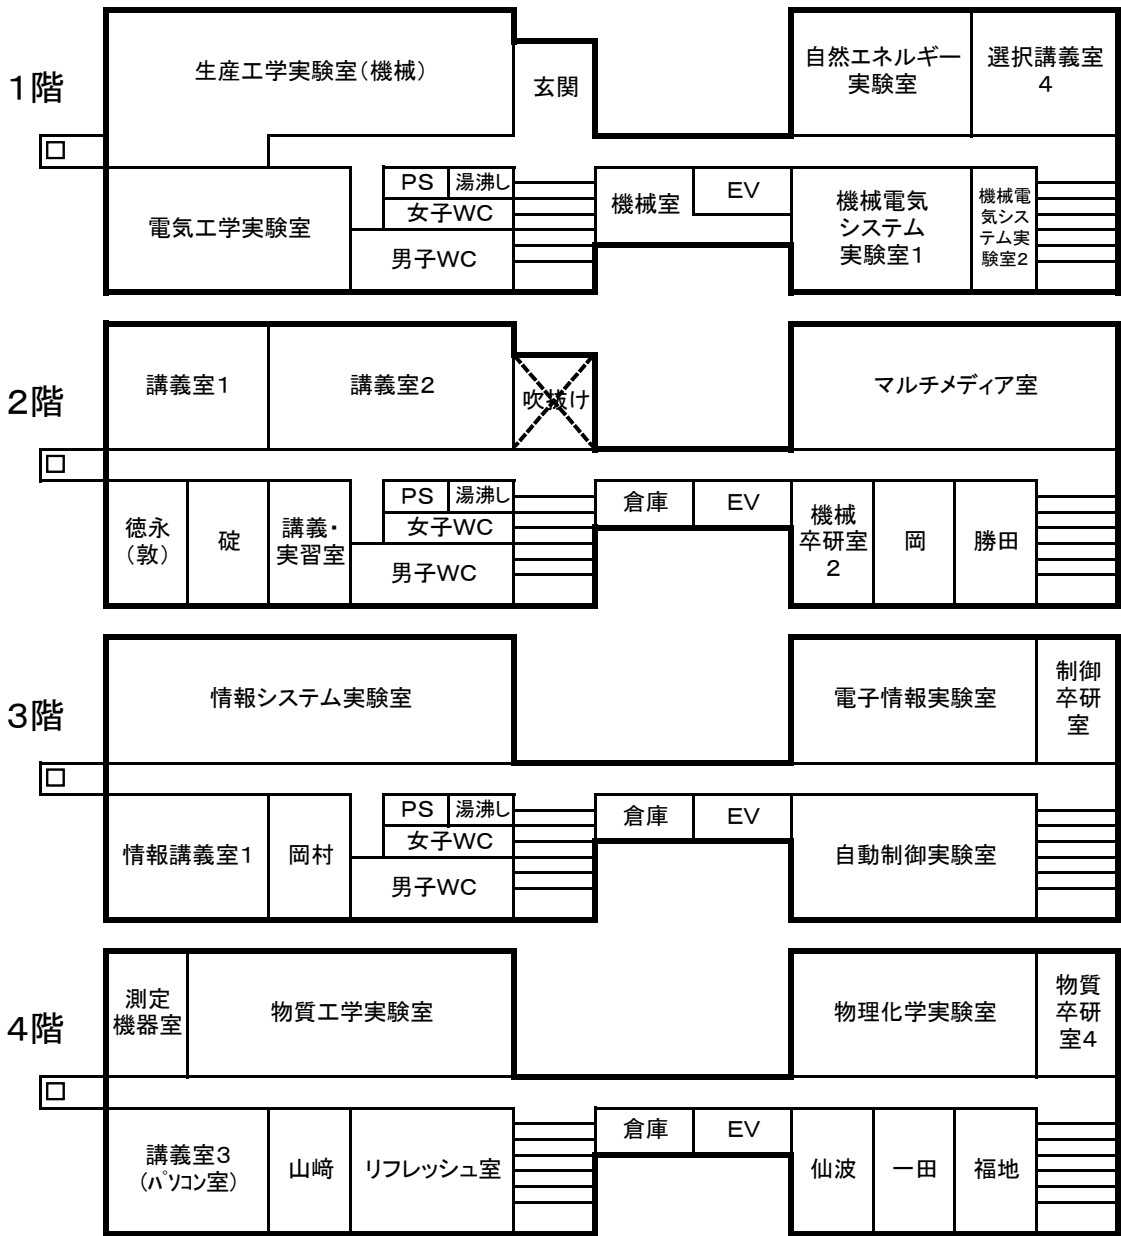 1階
生産工学実験室(機械)
玄関
自然エネルギー
実験室
選択講義室
4
電気工学実験室
PS
湯沸し
女子WC
男子WC
機械室
EV
機械電気
システム
実験室1
機械電
気シス
テム実
験室2
2階
講義室1
講義室2
吹抜け
マルチメディア室
徳永
(敦)
碇
講義・
実習室
PS
湯沸し
女子WC
男子WC
倉庫
EV
機械
卒研室
2
岡
勝田
3階
情報システム実験室
電子情報実験室
制御
卒研
室
情報講義室1
岡村
PS
湯沸し
女子WC
男子WC
倉庫
EV
自動制御実験室
4階
測定
機器室
物質工学実験室
物理化学実験室
物質
卒研
室4
講義室3
(パソコン室)
山﨑
リフレッシュ室
倉庫
EV
仙波
一田
福地